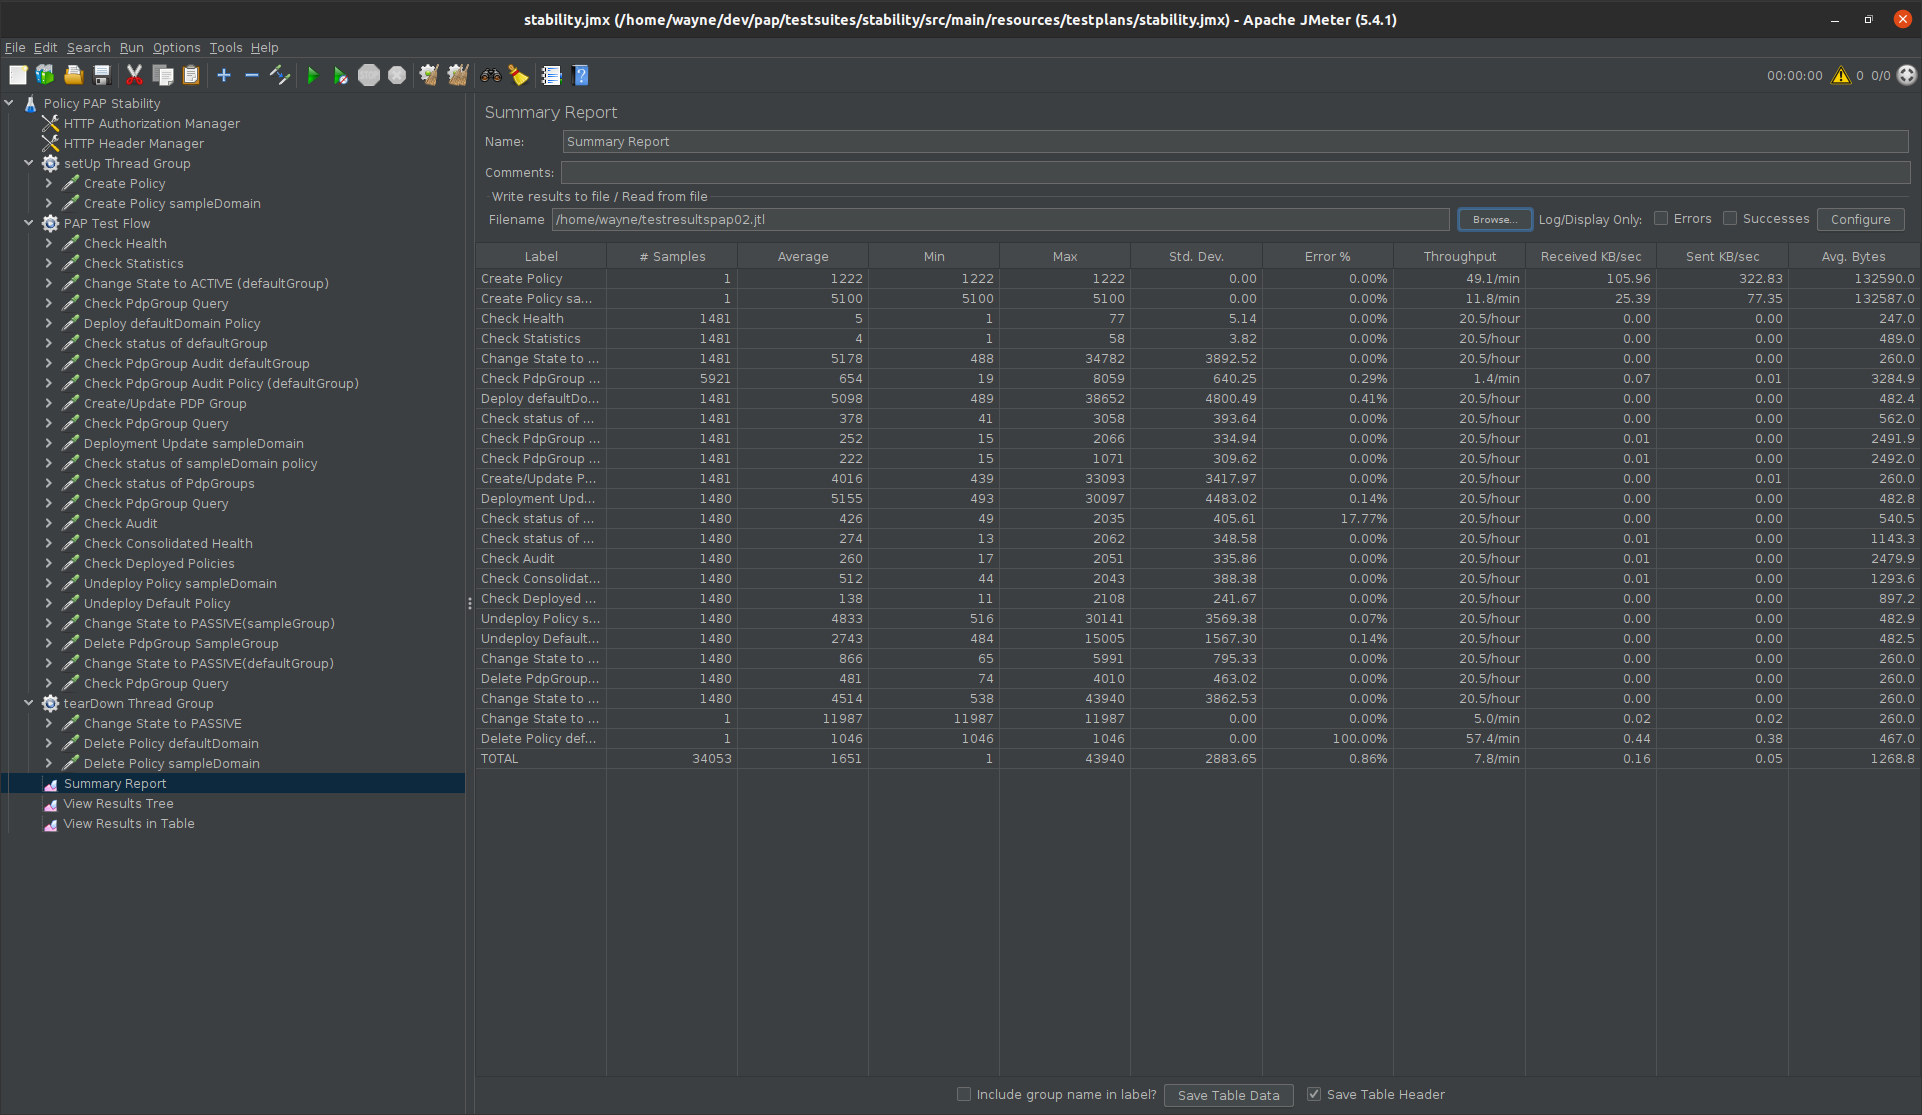 stability.jmx (/home/wayne/dev/pap/testsuites/stability/src/main/resources/testplans/stability.jmx) - Apache JMeter (5.4.1)
File Edit Search Run Options Tools Help
STOP
00:00:00 0 0/0
Policy PAP Stability
HTTP Authorization Manager
HTTP Header Manager
setUp Thread Group
Create Policy
Create Policy sampleDomain
PAP Test Flow
Check Health
Check Statistics
Change State to ACTIVE (defaultGroup)
Check PdpGroup Query
Deploy defaultDomain Policy
Check status of defaultGroup
Check PdpGroup Audit defaultGroup
Check PdpGroup Audit Policy (defaultGroup)
Create/Update PDP Group
Check PdpGroup Query
Deployment Update sampleDomain
Check status of sampleDomain policy
Check status of PdpGroups
Check PdpGroup Query
Check Audit
Check Consolidated Health
Check Deployed Policies
Undeploy Policy sampleDomain
Undeploy Default Policy
Change State to PASSIVE(sampleGroup)
Delete PdpGroup SampleGroup
Change State to PASSIVE(defaultGroup)
Check PdpGroup Query
tearDown Thread Group
Change State to PASSIVE
Delete Policy defaultDomain
Delete Policy sampleDomain
Summary Report
View Results Tree
View Results in Table
Summary Report
Name: Summary Report
Comments:
Write results to file / Read from file
Filename /home/wayne/testresultspap02.jtl Browse... Log/Display Only: Errors Successes Configure
Label # Samples Average Min Max Std. Dev. Error % Throughput Received KB/sec Sent KB/sec Avg. Bytes
Create Policy 1 1222 1222 1222 0.00 0.00% 49.1/min 105.96 322.83 132590.0
Create Policy sa... 1 5100 5100 5100 0.00 0.00% 11.8/min 25.39 77.35 132587.0
Check Health 1481 5 1 77 5.14 0.00% 20.5/hour 0.00 0.00 247.0
Check Statistics 1481 4 1 58 3.82 0.00% 20.5/hour 0.00 0.00 489.0
Change State to ... 1481 5178 488 34782 3892.52 0.00% 20.5/hour 0.00 0.00 260.0
Check PdpGroup ... 5921 654 19 8059 640.25 0.29% 1.4/min 0.07 0.01 3284.9
Deploy defaultDo... 1481 5098 489 38652 4800.49 0.41% 20.5/hour 0.00 0.00 482.4
Check status of ... 1481 378 41 3058 393.64 0.00% 20.5/hour 0.00 0.00 562.0
Check PdpGroup ... 1481 252 15 2066 334.94 0.00% 20.5/hour 0.01 0.00 2491.9
Check PdpGroup ... 1481 222 15 1071 309.62 0.00% 20.5/hour 0.01 0.00 2492.0
Create/Update P... 1481 4016 439 33093 3417.97 0.00% 20.5/hour 0.00 0.01 260.0
Deployment Upd... 1480 5155 493 30097 4483.02 0.14% 20.5/hour 0.00 0.00 482.8
Check status of ... 1480 426 49 2035 405.61 17.77% 20.5/hour 0.00 0.00 540.5
Check status of ... 1480 274 13 2062 348.58 0.00% 20.5/hour 0.01 0.00 1143.3
Check Audit 1480 260 17 2051 335.86 0.00% 20.5/hour 0.01 0.00 2479.9
Check Consolidat... 1480 512 44 2043 388.38 0.00% 20.5/hour 0.01 0.00 1293.6
Check Deployed ... 1480 138 11 2108 241.67 0.00% 20.5/hour 0.00 0.00 897.2
Undeploy Policy s... 1480 4833 516 30141 3569.38 0.07% 20.5/hour 0.00 0.00 482.9
Undeploy Default... 1480 2743 484 15005 1567.30 0.14% 20.5/hour 0.00 0.00 482.5
Change State to ... 1480 866 65 5991 795.33 0.00% 20.5/hour 0.00 0.00 260.0
Delete PdpGroup... 1480 481 74 4010 463.02 0.00% 20.5/hour 0.00 0.00 260.0
Change State to ... 1480 4514 538 43940 3862.53 0.00% 20.5/hour 0.00 0.00 260.0
Change State to ... 1 11987 11987 11987 0.00 0.00% 5.0/min 0.02 0.02 260.0
Delete Policy def... 1 1046 1046 1046 0.00 100.00% 57.4/min 0.44 0.38 467.0
TOTAL 34053 1651 1 43940 2883.65 0.86% 7.8/min 0.16 0.05 1268.8
Include group name in label? Save Table Data Save Table Header